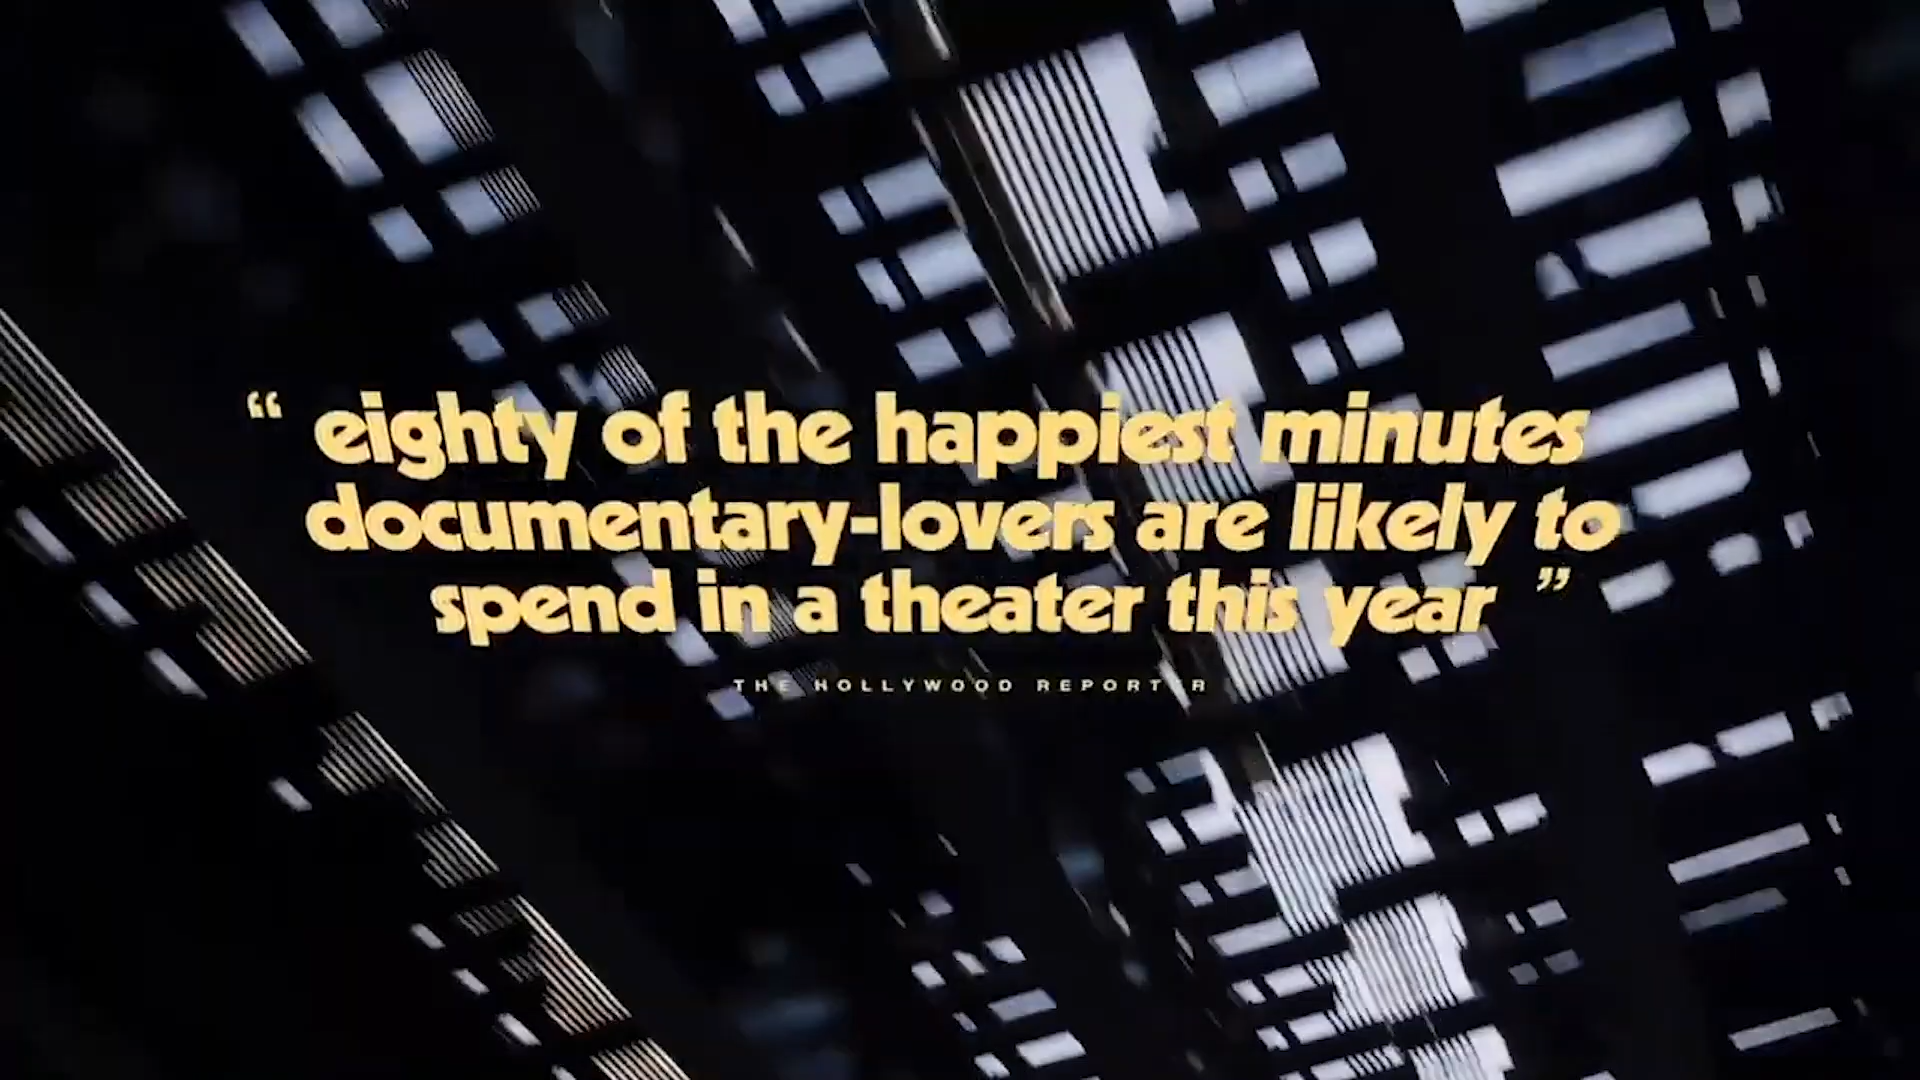 “ eighty of the happiest minutes
documentary-lovers are likely to
spend in a theater this year ”
THE HOLLYWOOD REPORTER